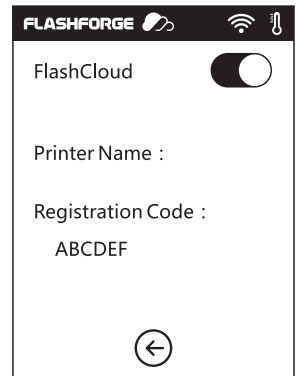 FLASHFORGE
FlashCloud
Printer Name :
Registration Code :
ABCDEF